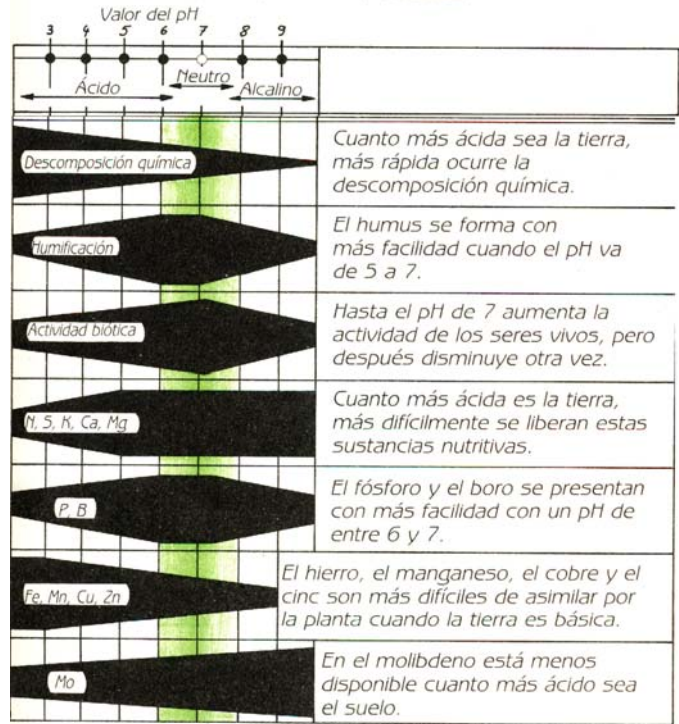 Valor del pH
3 4 5 6 7 8 9
Ácido
Neutro
Alcalino
Descomposición química
Cuanto más ácida sea la tierra,
más rápida ocurre la
descomposición química.
Humificación
El humus se forma con
más facilidad cuando el pH va
de 5 a 7.
Actividad biótica
Hasta el pH de 7 aumenta la
actividad de los seres vivos, pero
después disminuye otra vez.
N, S, K, Ca, Mg
Cuanto más ácida es la tierra,
más difícilmente se liberan estas
sustancias nutritivas.
P, B
El fósforo y el boro se presentan
con más facilidad con un pH de
entre 6 y 7.
Fe, Mn, Cu, Zn
El hierro, el manganeso, el cobre y el
cinc son más difíciles de asimilar por
la planta cuando la tierra es básica.
Mo
En el molibdeno está menos
disponible cuanto más ácido sea
el suelo.